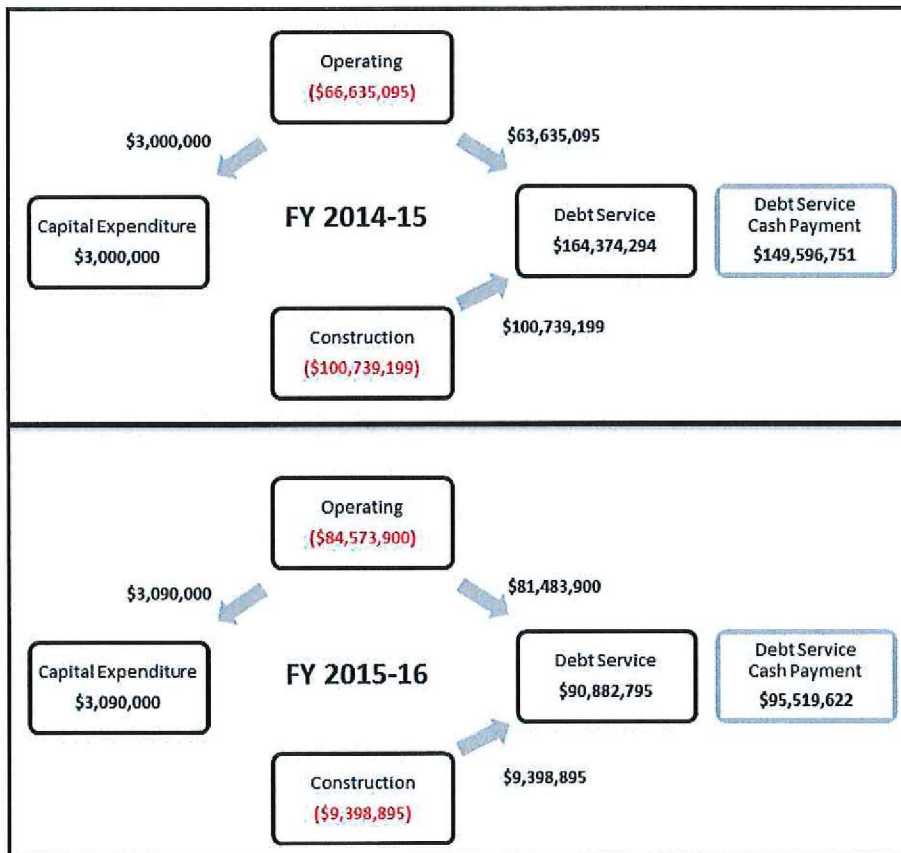 Operating
($66,635,095)
$3,000,000
$63,635,095
Capital Expenditure
$3,000,000
FY 2014-15
Debt Service
$164,374,294
Debt Service
Cash Payment
$149,596,751
$100,739,199
Construction
($100,739,199)
Operating
($84,573,900)
$3,090,000
$81,483,900
Capital Expenditure
$3,090,000
FY 2015-16
Debt Service
$90,882,795
Debt Service
Cash Payment
$95,519,622
$9,398,895
Construction
($9,398,895)